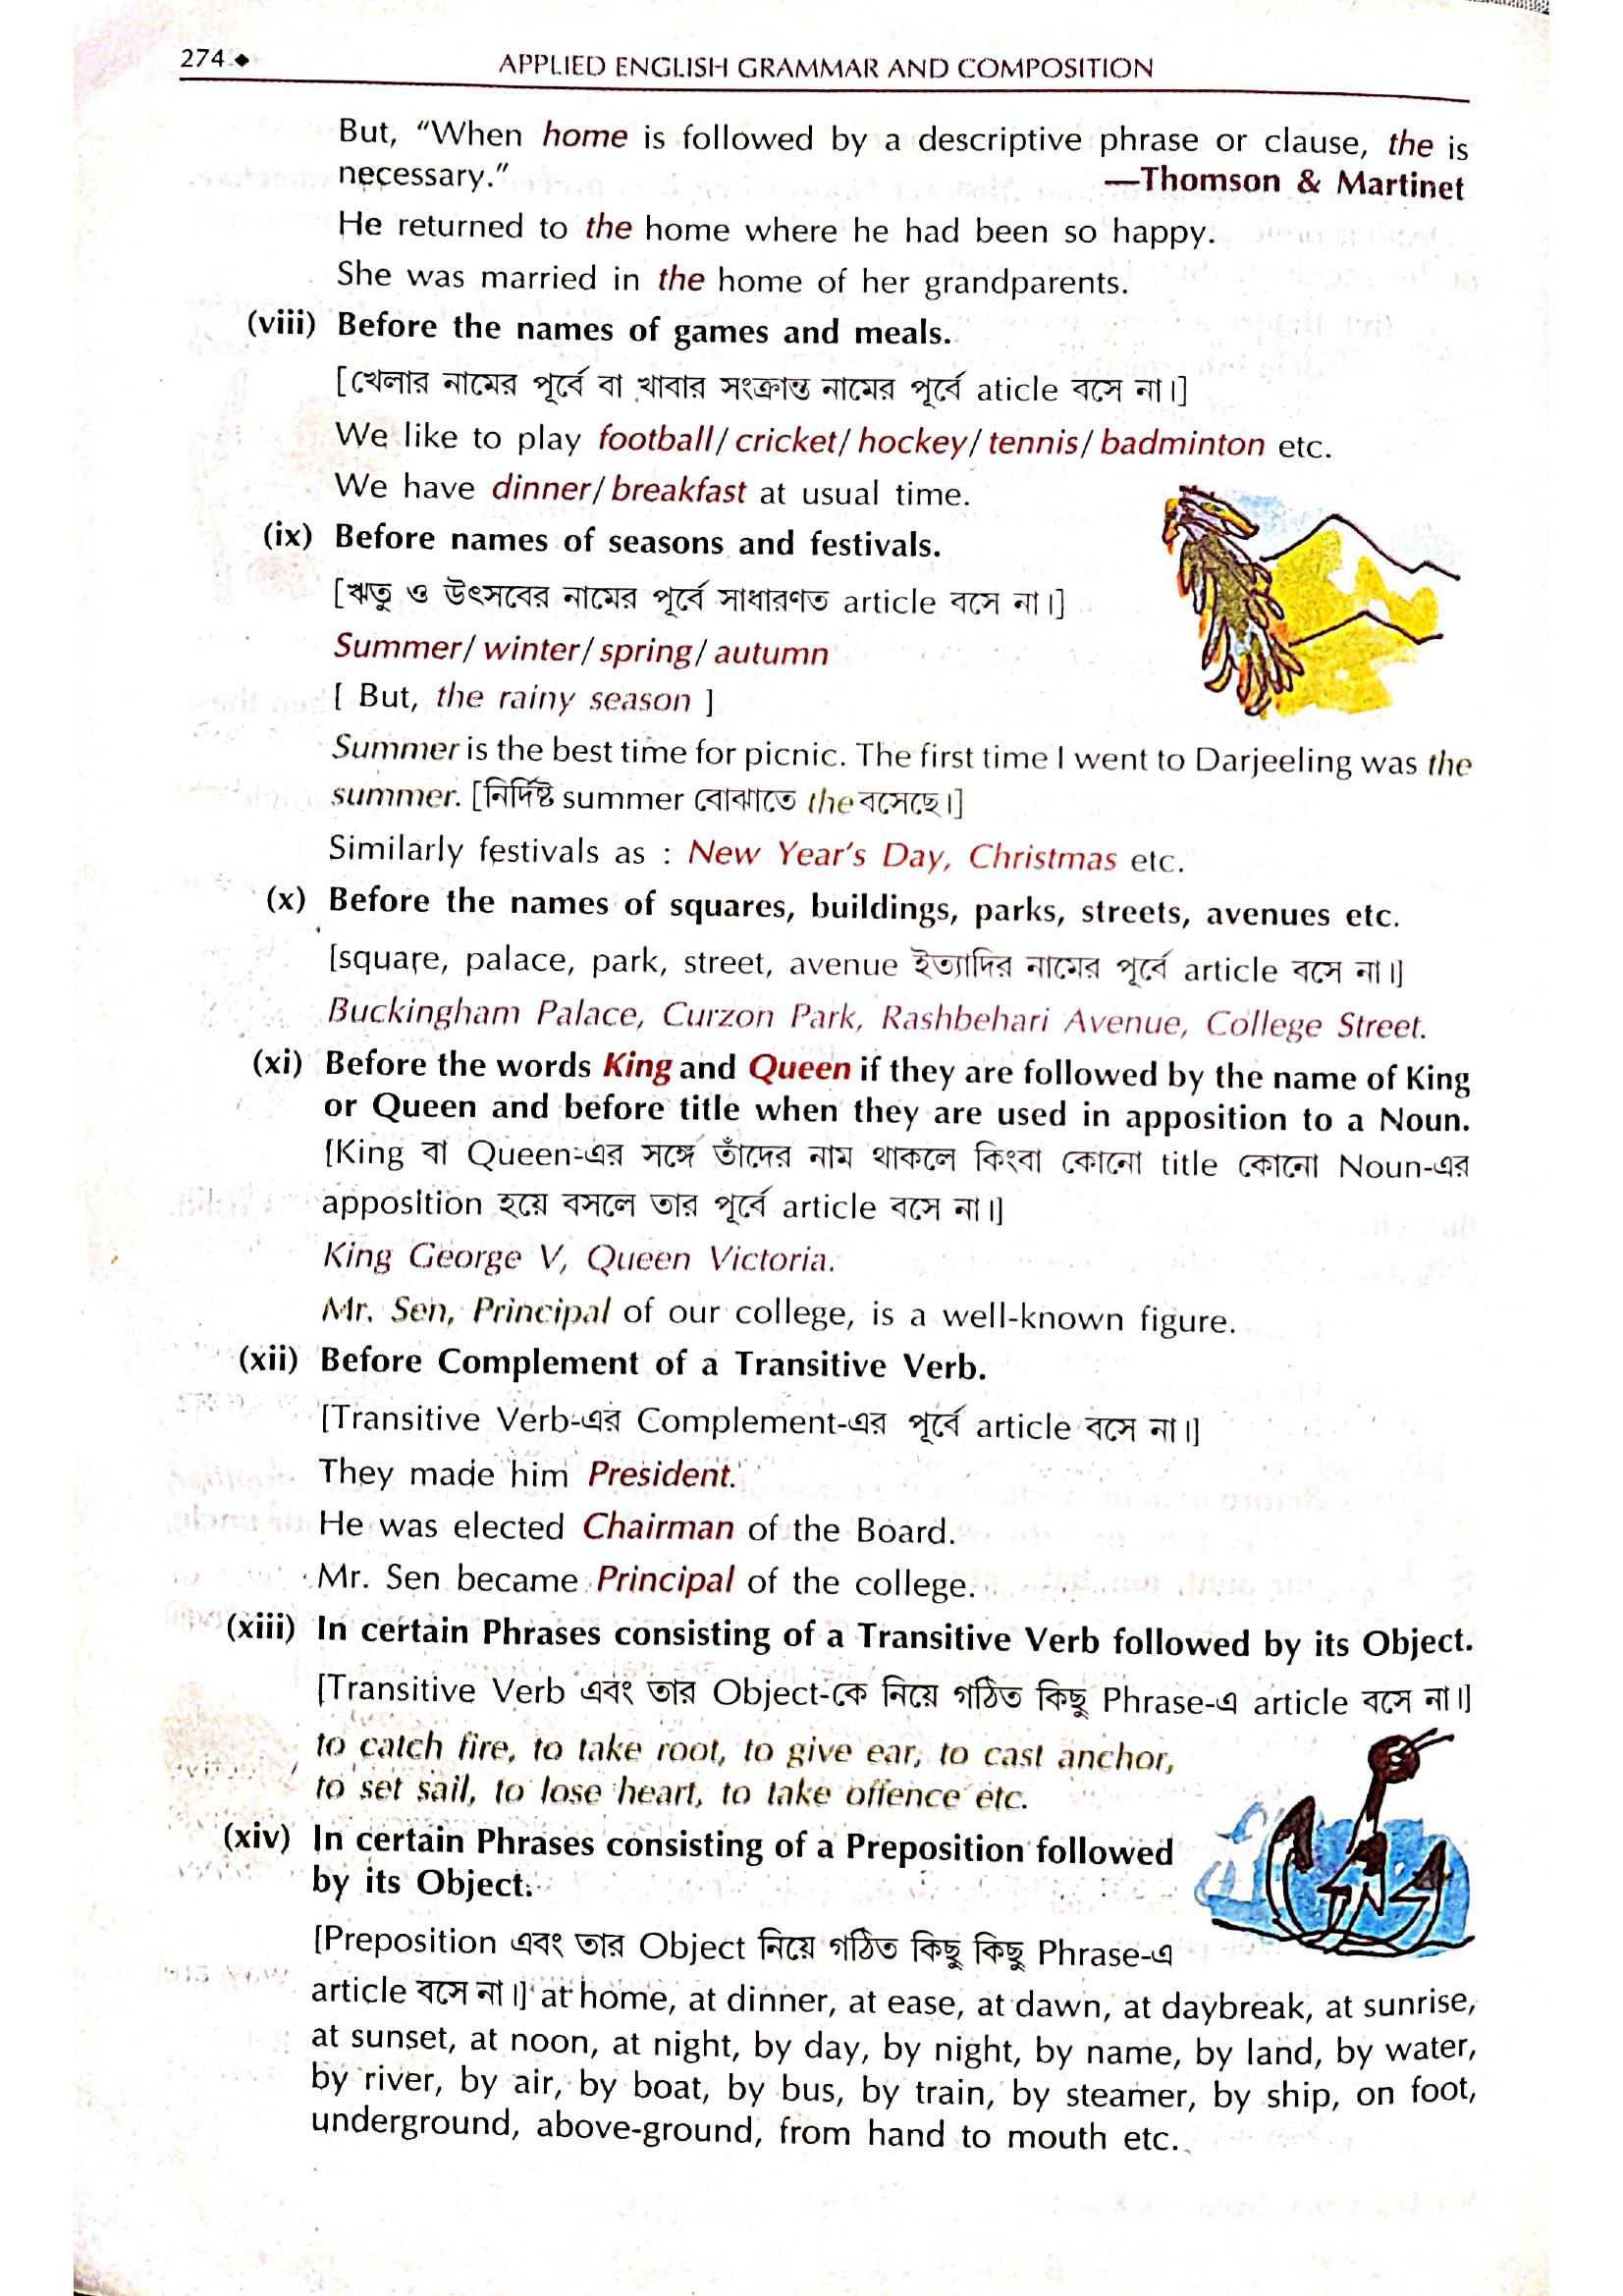 274 ◆
APPLIED ENGLISH GRAMMAR AND COMPOSITION
But, “When home is followed by a descriptive phrase or clause, the is
necessary.” —Thomson & Martinet
He returned to the home where he had been so happy.
She was married in the home of her grandparents.
(viii) Before the names of games and meals.
[খেলার নামের পূর্বে বা খাবার সংক্রান্ত নামের পূর্বে aticle বসে না।]
We like to play football/ cricket/ hockey/ tennis/ badminton etc.
We have dinner/ breakfast at usual time.
(ix) Before names of seasons and festivals.
[ঋতু ও উৎসবের নামের পূর্বে সাধারণত article বসে না।]
Summer/ winter/ spring/ autumn
[ But, the rainy season ]
Summer is the best time for picnic. The first time I went to Darjeeling was the
summer. [নির্দিষ্ট summer বোঝাতে the বসেছে।]
Similarly festivals as : New Year’s Day, Christmas etc.
(x) Before the names of squares, buildings, parks, streets, avenues etc.
[square, palace, park, street, avenue ইত্যাদির নামের পূর্বে article বসে না।]
Buckingham Palace, Curzon Park, Rashbehari Avenue, College Street.
(xi) Before the words King and Queen if they are followed by the name of King
or Queen and before title when they are used in apposition to a Noun.
[King বা Queen-এর সঙ্গে তাঁদের নাম থাকলে কিংবা কোনো title কোনো Noun-এর
apposition হয়ে বসলে তার পূর্বে article বসে না।]
King George V, Queen Victoria.
Mr. Sen, Principal of our college, is a well-known figure.
(xii) Before Complement of a Transitive Verb.
[Transitive Verb-এর Complement-এর পূর্বে article বসে না।]
They made him President.
He was elected Chairman of the Board.
Mr. Sen became Principal of the college.
(xiii) In certain Phrases consisting of a Transitive Verb followed by its Object.
[Transitive Verb এবং তার Object-কে নিয়ে গঠিত কিছু Phrase-এ article বসে না।]
to catch fire, to take root, to give ear, to cast anchor,
to set sail, to lose heart, to take offence etc.
(xiv) In certain Phrases consisting of a Preposition followed
by its Object.
[Preposition এবং তার Object নিয়ে গঠিত কিছু কিছু Phrase-এ
article বসে না।] at home, at dinner, at ease, at dawn, at daybreak, at sunrise,
at sunset, at noon, at night, by day, by night, by name, by land, by water,
by river, by air, by boat, by bus, by train, by steamer, by ship, on foot,
underground, above-ground, from hand to mouth etc.